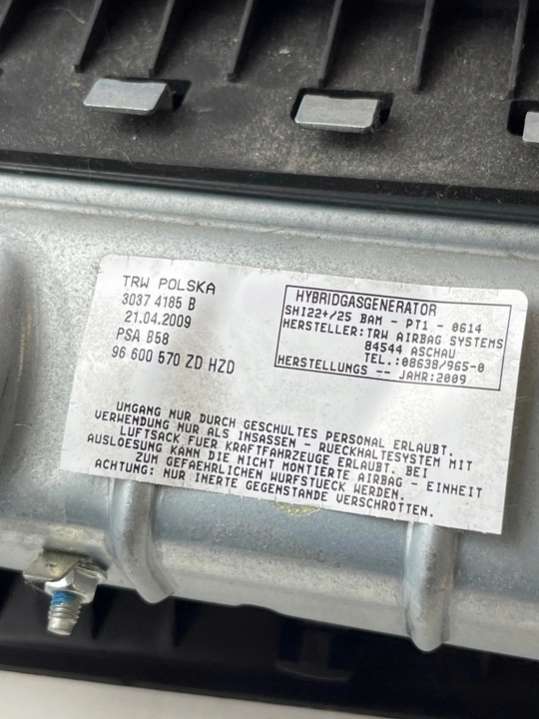 TRW POLSKA
3037 4185 B
21.04.2009
PSA B58
96 600 570 ZD HZD
HYBRIDGASGENERATOR
SHI22+/25 BAM - PT1 - 0614
HERSTELLER:TRW AIRBAG SYSTEMS
84544 ASCHAU
TEL.:08638/965-0
HERSTELLUNGS -- JAHR:2009
UMGANG NUR DURCH GESCHULTES PERSONAL ERLAUBT.
VERWENDUNG NUR ALS INSASSEN - RUECKHALTESYSTEM MIT
LUFTSACK FUER KRAFTFAHRZEUGE ERLAUBT. BEI
AUSLOESUNG KANN DIE NICHT MONTIERTE AIRBAG - EINHEIT
ZUM GEFAEHRLICHEN WURFSTUECK WERDEN.
ACHTUNG: NUR INERTE GEGENSTANDE VERSCHROTTEN.